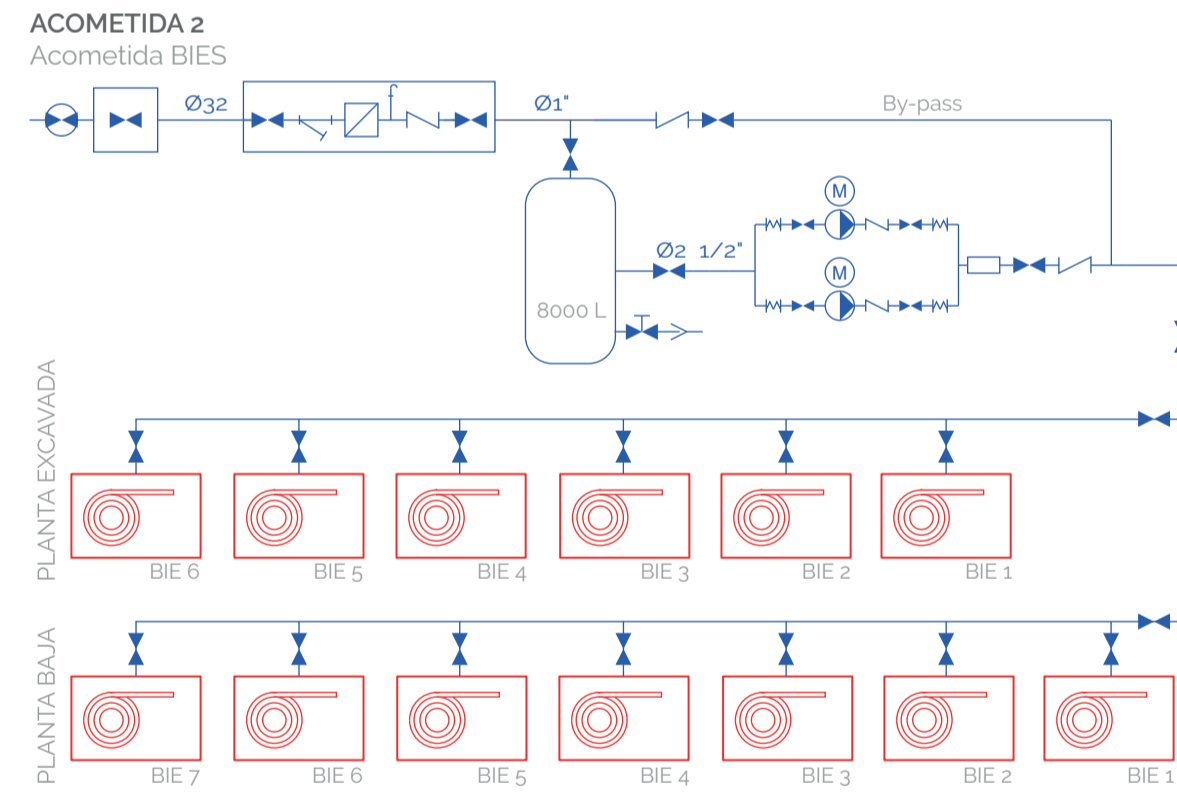 ACOMETIDA 2
Acometida BIES
Ø32
Ø1"
By-pass
M
Ø2 1/2"
M
8000 L
PLANTA EXCAVADA
BIE 6 BIE 5 BIE 4 BIE 3 BIE 2 BIE 1
PLANTA BAJA
BIE 7 BIE 6 BIE 5 BIE 4 BIE 3 BIE 2 BIE 1